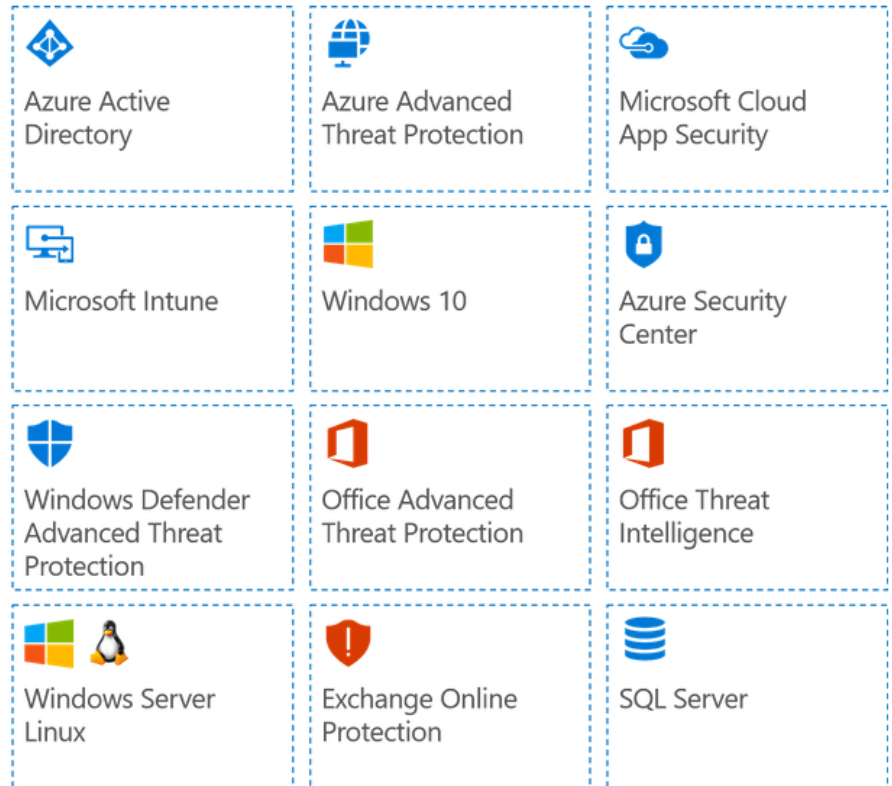 Azure Active
Directory
Azure Advanced
Threat Protection
Microsoft Cloud
App Security
Microsoft Intune
Windows 10
Azure Security
Center
Windows Defender
Advanced Threat
Protection
Office Advanced
Threat Protection
Office Threat
Intelligence
Windows Server
Linux
Exchange Online
Protection
SQL Server